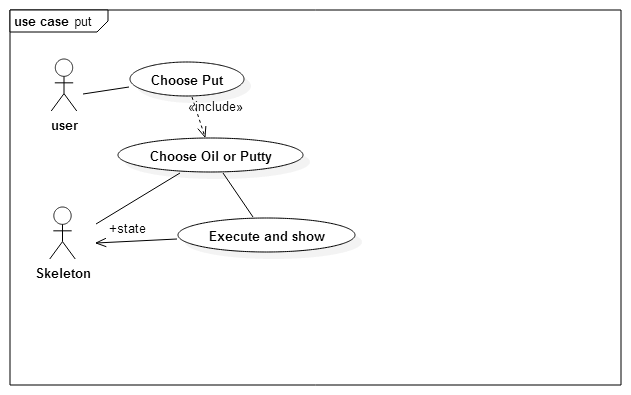 use case put
Choose Put
user
«include»
Choose Oil or Putty
+state
Execute and show
Skeleton